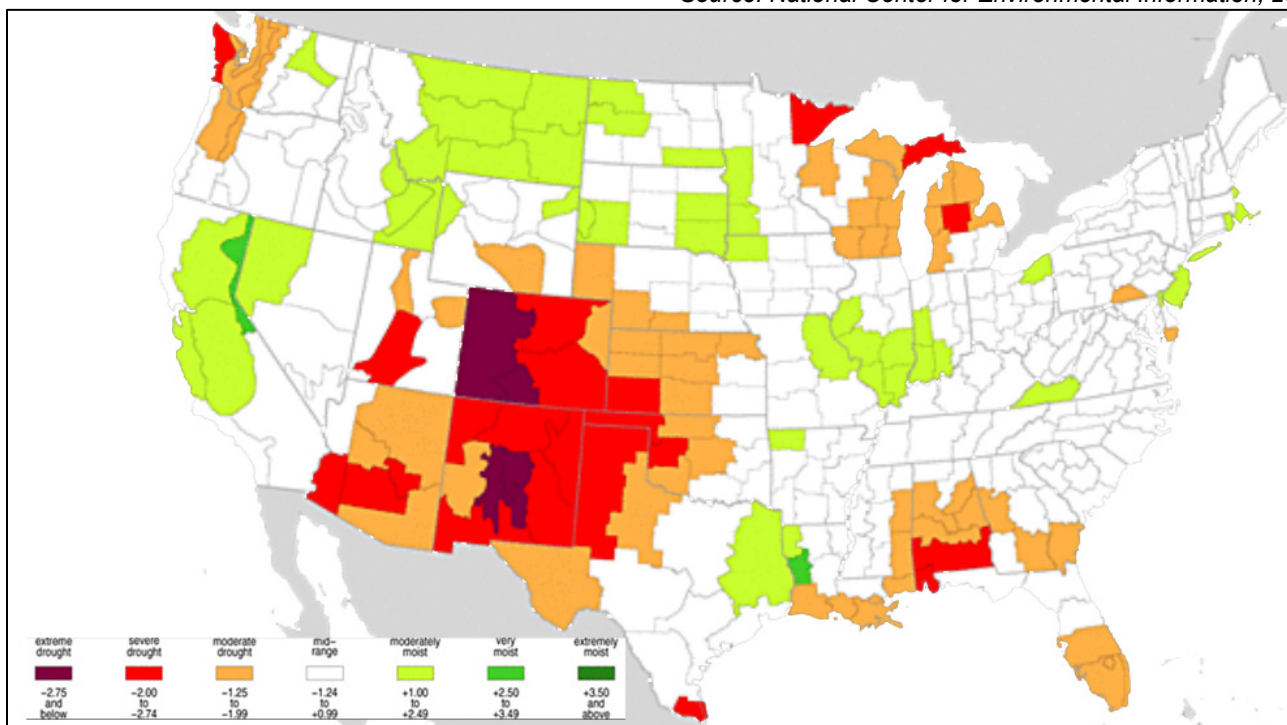 Source: National Center for Environmental Information, 20
extreme drought
severe drought
moderate drought
mid-range
moderately moist
very moist
extremely moist
-2.75 and below
-2.00 to -2.74
-1.25 to -1.99
-1.24 to +0.99
+1.00 to +2.49
+2.50 to +3.49
+3.50 and above